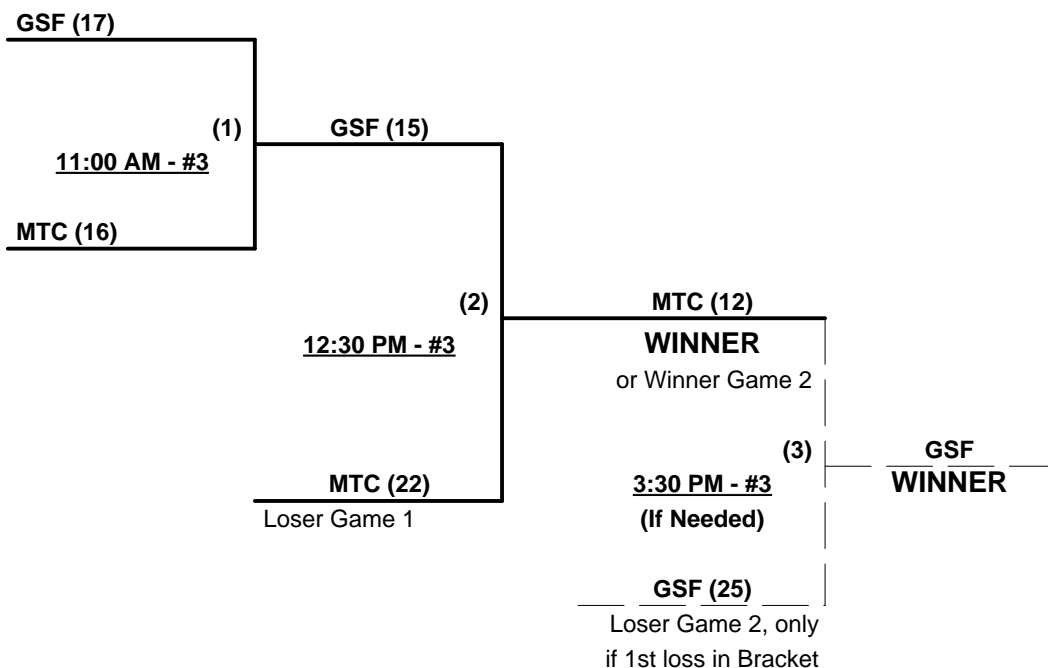 GSF (17)
(1)
GSF (15)
11:00 AM - #3
MTC (16)
(2)
MTC (12)
12:30 PM - #3
WINNER
or Winner Game 2
(3)
GSF
MTC (22)
3:30 PM - #3
WINNER
Loser Game 1
(If Needed)
GSF (25)
Loser Game 2, only
if 1st loss in Bracket